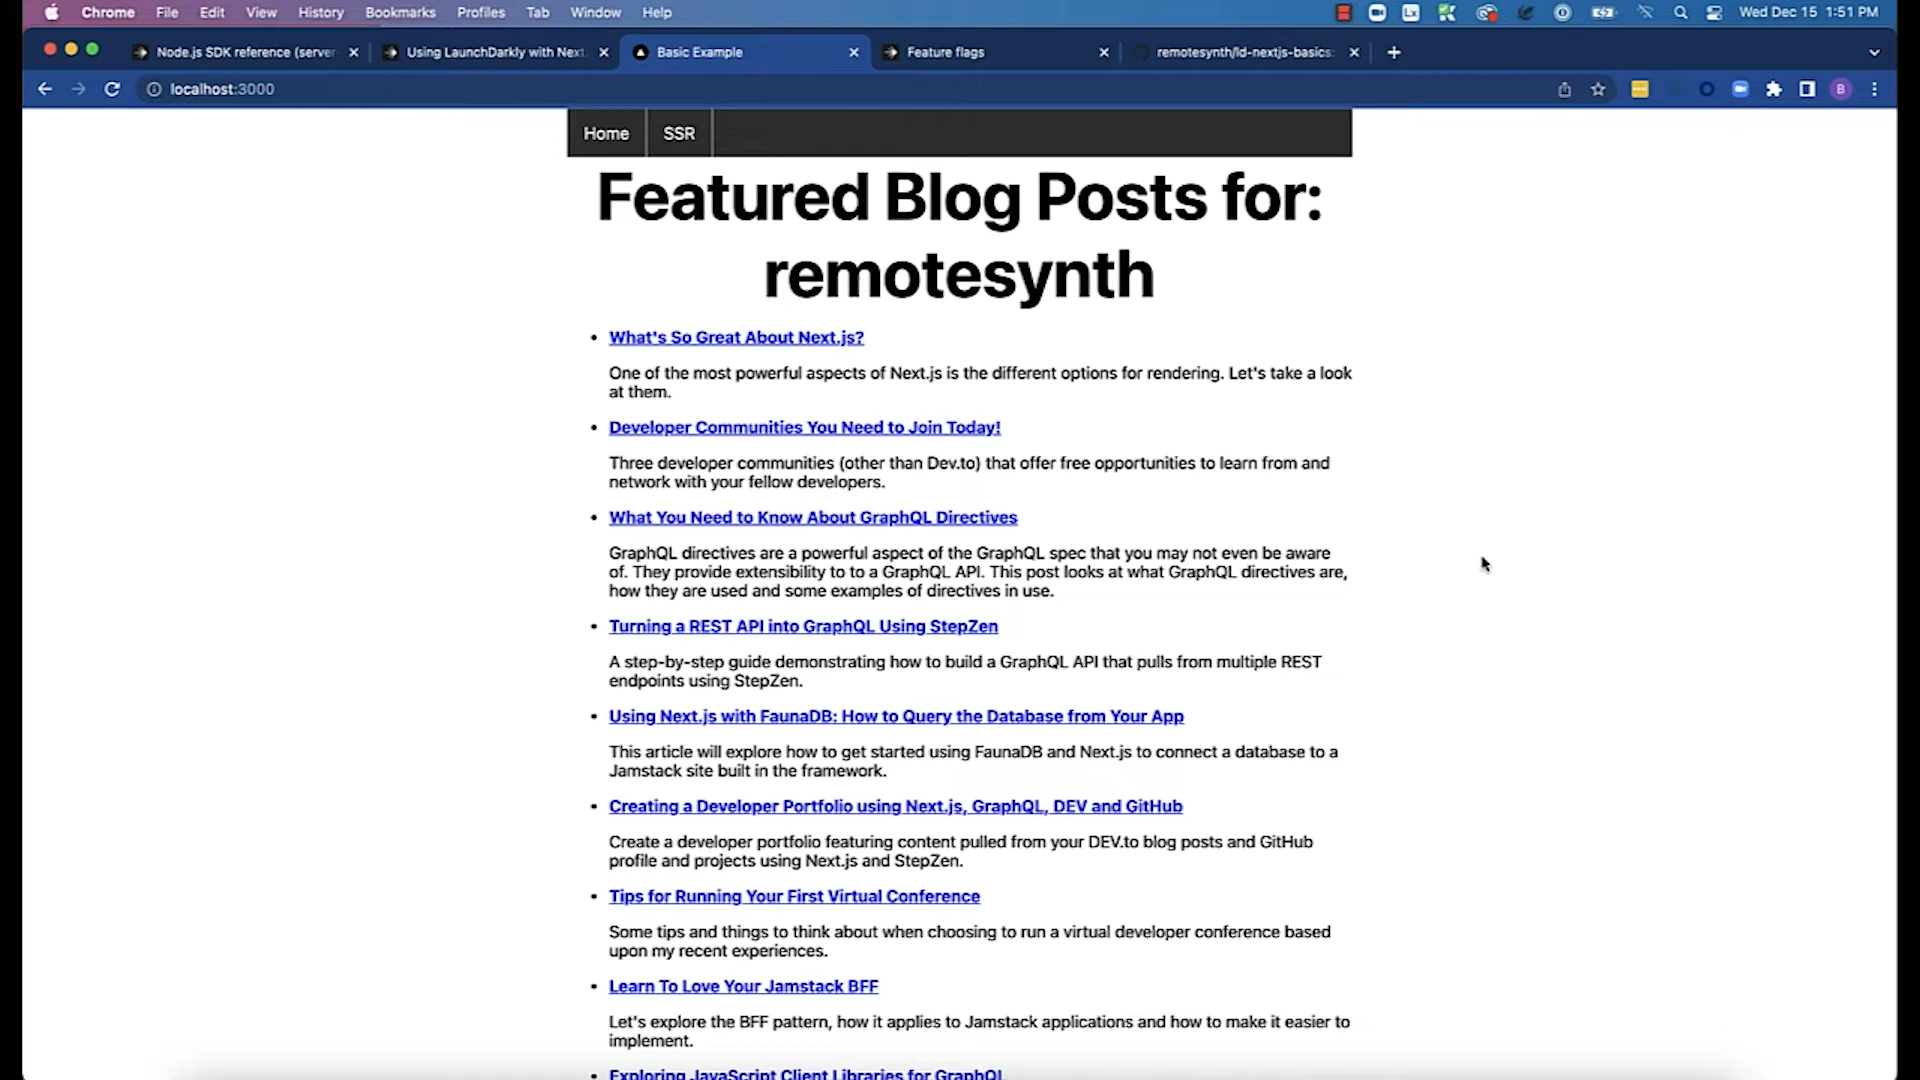 Chrome File Edit View History Bookmarks Profiles Tab Window Help Wed Dec 15 1:51 PM
Node.js SDK reference (server Using LaunchDarkly with Next. Basic Example Feature flags remotesynth/ld-nextjs-basics:
localhost:3000
B
Home SSR
Featured Blog Posts for:
remotesynth
• What's So Great About Next.js?
One of the most powerful aspects of Next.js is the different options for rendering. Let's take a look
at them.
• Developer Communities You Need to Join Today!
Three developer communities (other than Dev.to) that offer free opportunities to learn from and
network with your fellow developers.
• What You Need to Know About GraphQL Directives
GraphQL directives are a powerful aspect of the GraphQL spec that you may not even be aware
of. They provide extensibility to to a GraphQL API. This post looks at what GraphQL directives are,
how they are used and some examples of directives in use.
• Turning a REST API into GraphQL Using StepZen
A step-by-step guide demonstrating how to build a GraphQL API that pulls from multiple REST
endpoints using StepZen.
• Using Next.js with FaunaDB: How to Query the Database from Your App
This article will explore how to get started using FaunaDB and Next.js to connect a database to a
Jamstack site built in the framework.
• Creating a Developer Portfolio using Next.js, GraphQL, DEV and GitHub
Create a developer portfolio featuring content pulled from your DEV.to blog posts and GitHub
profile and projects using Next.js and StepZen.
• Tips for Running Your First Virtual Conference
Some tips and things to think about when choosing to run a virtual developer conference based
upon my recent experiences.
• Learn To Love Your Jamstack BFF
Let's explore the BFF pattern, how it applies to Jamstack applications and how to make it easier to
implement.
• Exploring JavaScript Client Libraries for GraphQL